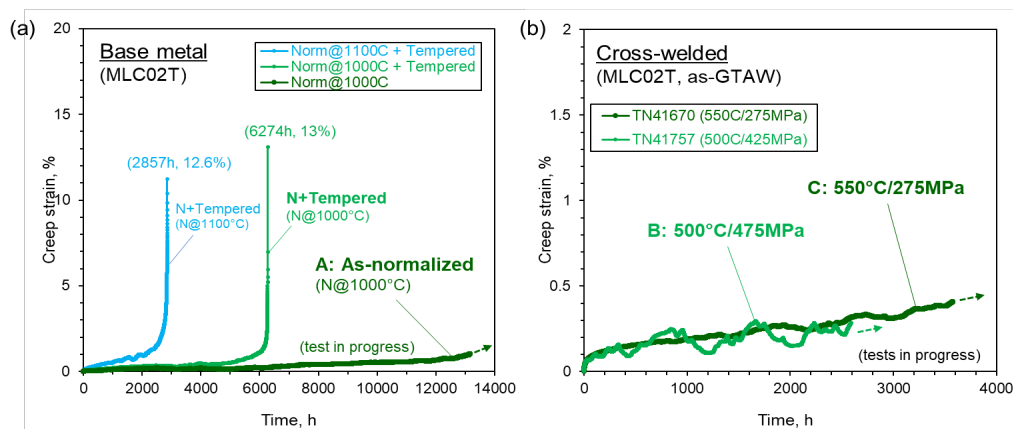 (a)
Base metal
(MLC02T)
Norm@1100C + Tempered
Norm@1000C + Tempered
Norm@1000C
(6274h, 13%)
(2857h, 12.6%)
N+Tempered
(N@1100°C)
N+Tempered
(N@1000°C)
A: As-normalized
(N@1000°C)
(test in progress)
Creep strain, %
20
15
10
5
0
0
2000
4000
6000
8000
10000
12000
14000
Time, h
(b)
Cross-welded
(MLC02T, as-GTAW)
TN41670 (550C/275MPa)
TN41757 (500C/425MPa)
C: 550°C/275MPa
B: 500°C/475MPa
(tests in progress)
Creep strain, %
2
1.5
1
0.5
0
0
1000
2000
3000
4000
Time, h